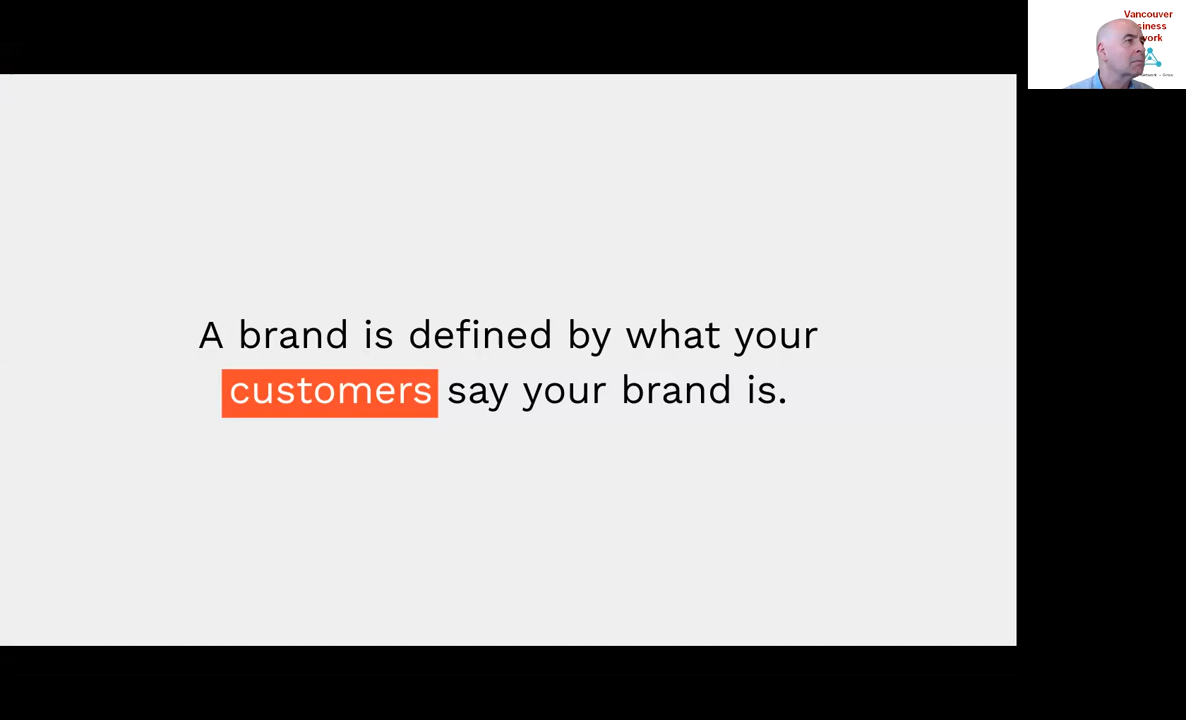 A brand is defined by what your
customers say your brand is.
Vancouver